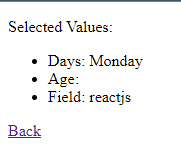 Selected Values:
• Days: Monday
• Age:
• Field: reactjs
Back